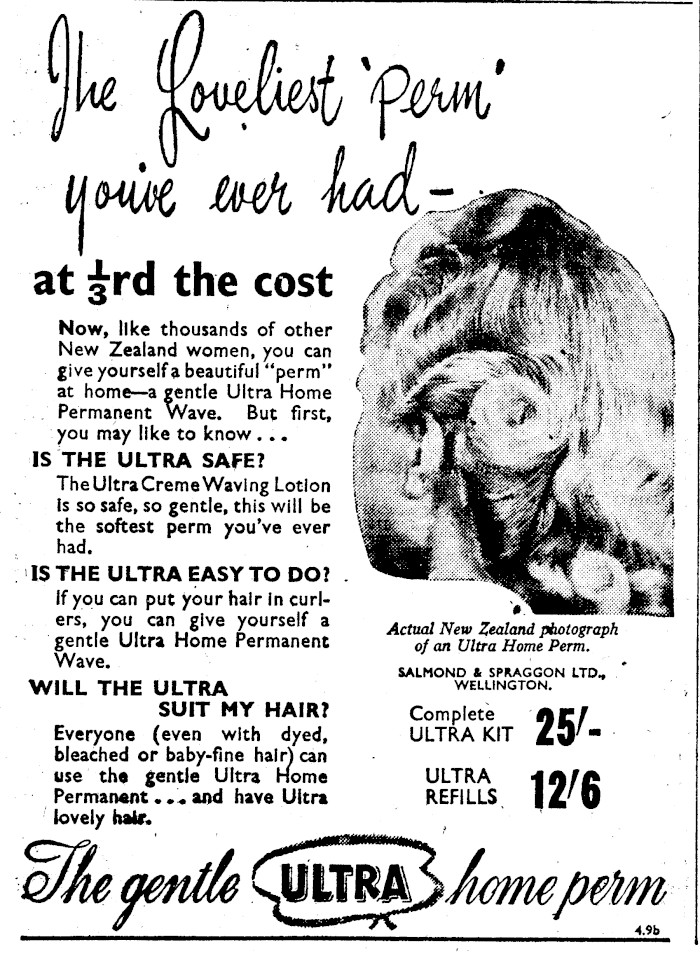 The Loveliest 'perm'
you've ever had—
at ⅓rd the cost
Now, like thousands of other
New Zealand women, you can
give yourself a beautiful "perm"
at home—a gentle Ultra Home
Permanent Wave. But first,
you may like to know...
IS THE ULTRA SAFE?
The Ultra Creme Waving Lotion
is so safe, so gentle, this will be
the softest perm you've ever
had.
IS THE ULTRA EASY TO DO?
If you can put your hair in curl-
ers, you can give yourself a
gentle Ultra Home Permanent
Wave.
WILL THE ULTRA
SUIT MY HAIR?
Everyone (even with dyed,
bleached or baby-fine hair) can
use the gentle Ultra Home
Permanent... and have Ultra
lovely hair.
Actual New Zealand photograph
of an Ultra Home Perm.
SALMOND & SPRAGGON LTD.,
WELLINGTON.
Complete
ULTRA KIT 25/-
ULTRA
REFILLS 12/6
The gentle ULTRA home perm
4.9b